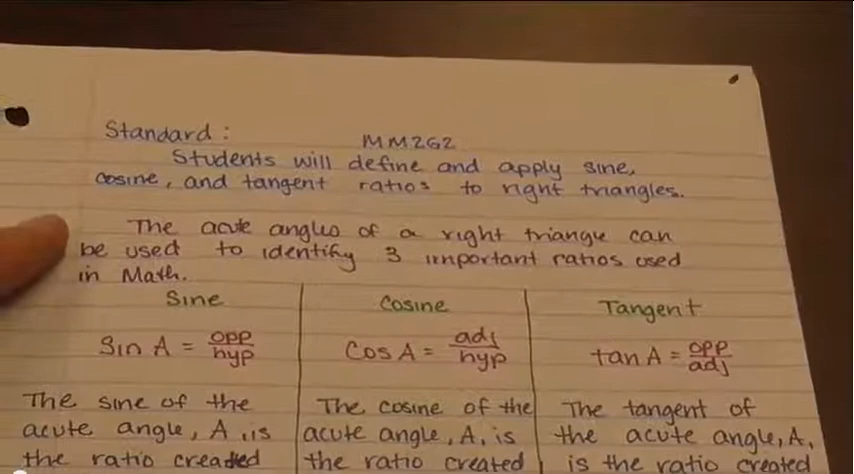 Standard :
MM2G2
Students will define and apply sine,
cosine, and tangent ratios to right triangles.
The acute angles of a right triangle can
be used to identify 3 important ratios used
in Math.
Sine
Sin A = opp/hyp
The sine of the
acute angle, A, is
the ratio created
Cosine
Cos A = adj/hyp
The cosine of the
acute angle, A, is
the ratio created
Tangent
tan A = opp/adj
The tangent of
the acute angle, A,
is the ratio created